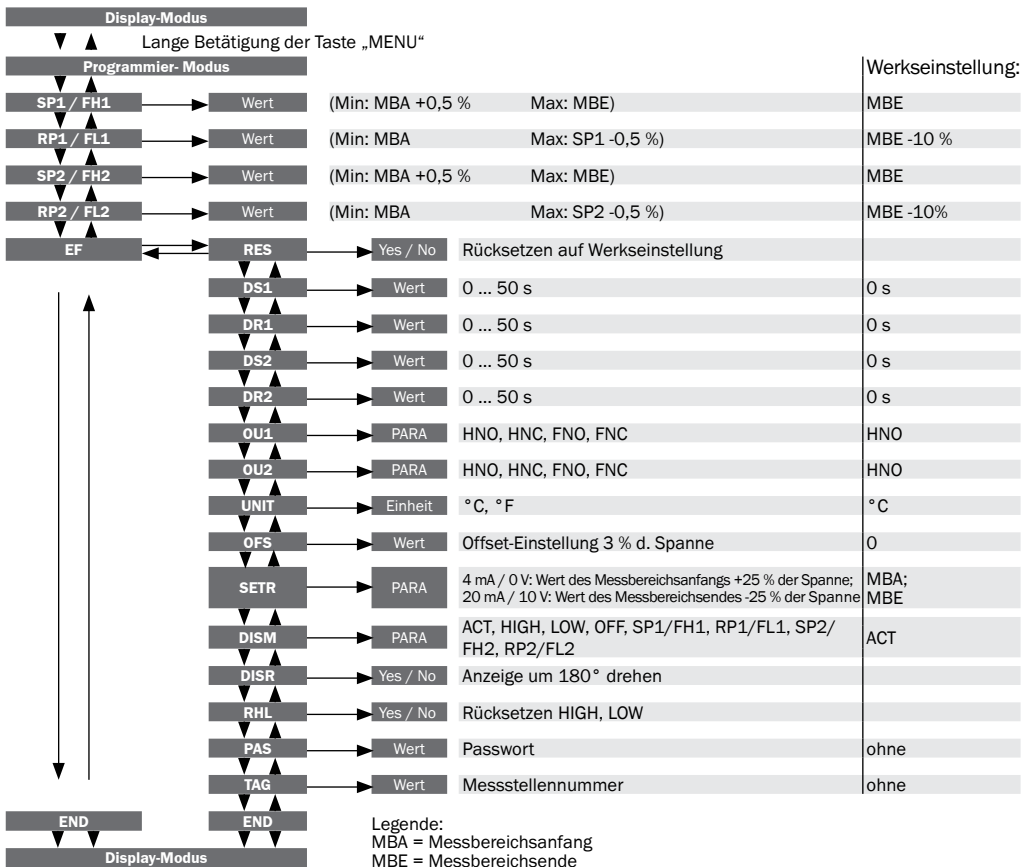 Display-Modus
Lange Betätigung der Taste „MENU“
Programmier- Modus
Werkseinstellung:
SP1 / FH1 Wert (Min: MBA +0,5 % Max: MBE) MBE
RP1 / FL1 Wert (Min: MBA Max: SP1 -0,5 %) MBE -10 %
SP2 / FH2 Wert (Min: MBA +0,5 % Max: MBE) MBE
RP2 / FL2 Wert (Min: MBA Max: SP2 -0,5 %) MBE -10%
EF RES Yes / No Rücksetzen auf Werkseinstellung
DS1 Wert 0 ... 50 s 0 s
DR1 Wert 0 ... 50 s 0 s
DS2 Wert 0 ... 50 s 0 s
DR2 Wert 0 ... 50 s 0 s
OU1 PARA HNO, HNC, FNO, FNC HNO
OU2 PARA HNO, HNC, FNO, FNC HNO
UNIT Einheit °C, °F °C
OFS Wert Offset-Einstellung 3 % d. Spanne 0
SETR PARA 4 mA / 0 V: Wert des Messbereichsanfangs +25 % der Spanne; MBA;
20 mA / 10 V: Wert des Messbereichsendes -25 % der Spanne MBE
DISM PARA ACT, HIGH, LOW, OFF, SP1/FH1, RP1/FL1, SP2/ ACT
FH2, RP2/FL2
DISR Yes / No Anzeige um 180° drehen
RHL Yes / No Rücksetzen HIGH, LOW
PAS Wert Passwort ohne
TAG Wert Messstellennummer ohne
END END Legende:
MBA = Messbereichsanfang
Display-Modus MBE = Messbereichsende